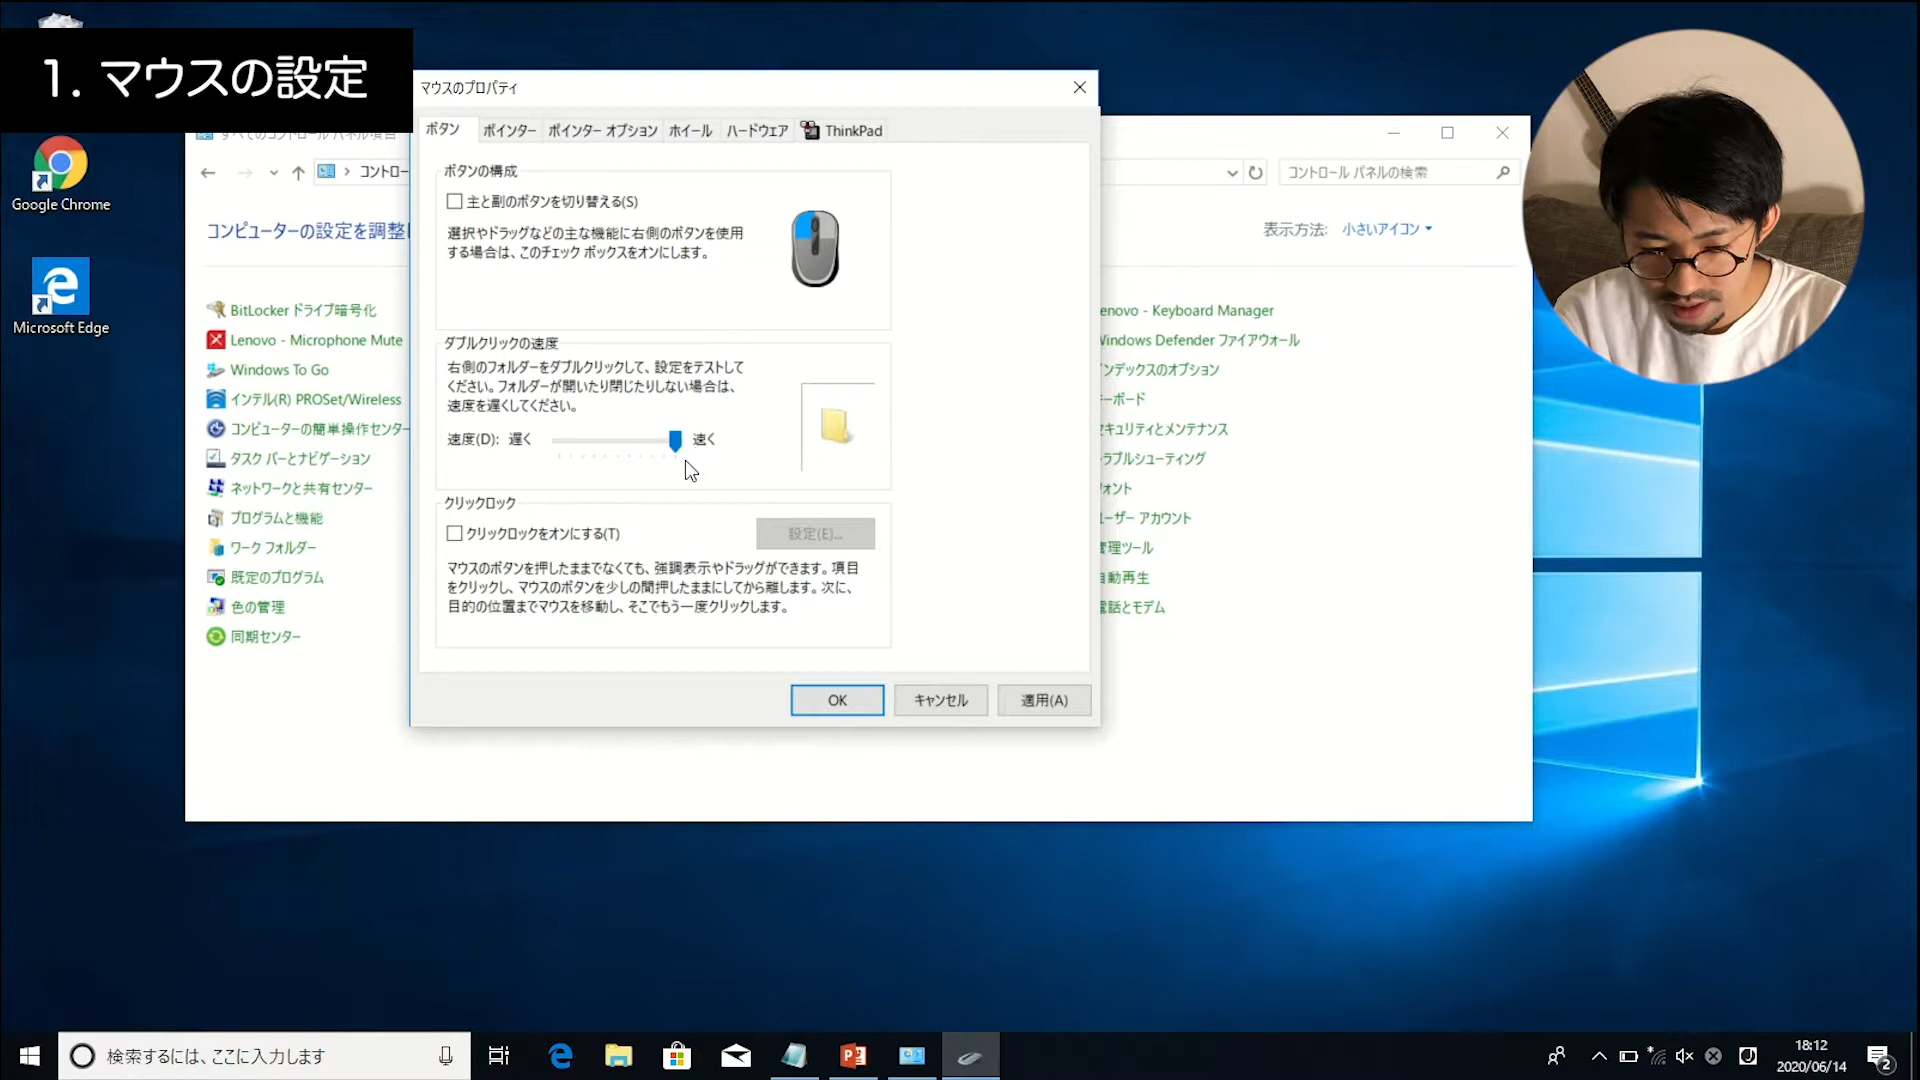 1. マウスの設定
Google Chrome
Microsoft Edge
マウスのプロパティ
ボタン
ポインター
ポインター オプション
ホイール
ハードウェア
ThinkPad
ボタンの構成
主と副のボタンを切り替える(S)
選択やドラッグなどの主な機能に右側のボタンを使用
する場合は、このチェック ボックスをオンにします。
ダブルクリックの速度
右側のフォルダーをダブルクリックして、設定をテストして
ください。フォルダーが開いたり閉じたりしない場合は、
速度を遅くしてください。
速度(D): 遅く 速く
クリックロック
クリックロックをオンにする(T)
設定(E)...
マウスのボタンを押したままでなくても、強調表示やドラッグができます。項目
をクリックし、マウスのボタンを少しの間押したままにしてから離します。次に、
目的の位置までマウスを移動し、そこでもう一度クリックします。
OK キャンセル 適用(A)
コントロー
コントロール パネルの検索
コンピューターの設定を調整
表示方法: 小さいアイコン
BitLocker ドライブ暗号化
Lenovo - Microphone Mute
Windows To Go
インテル(R) PROSet/Wireless
コンピューターの簡単操作センター
タスク バーとナビゲーション
ネットワークと共有センター
プログラムと機能
ワーク フォルダー
既定のプログラム
色の管理
同期センター
enovo - Keyboard Manager
Windows Defender ファイアウォール
ンデックスのオプション
ーボード
セキュリティとメンテナンス
ラブルシューティング
ォント
ーザー アカウント
管理ツール
自動再生
電話とモデム
検索するには、ここに入力します
18:12
2020/06/14
2